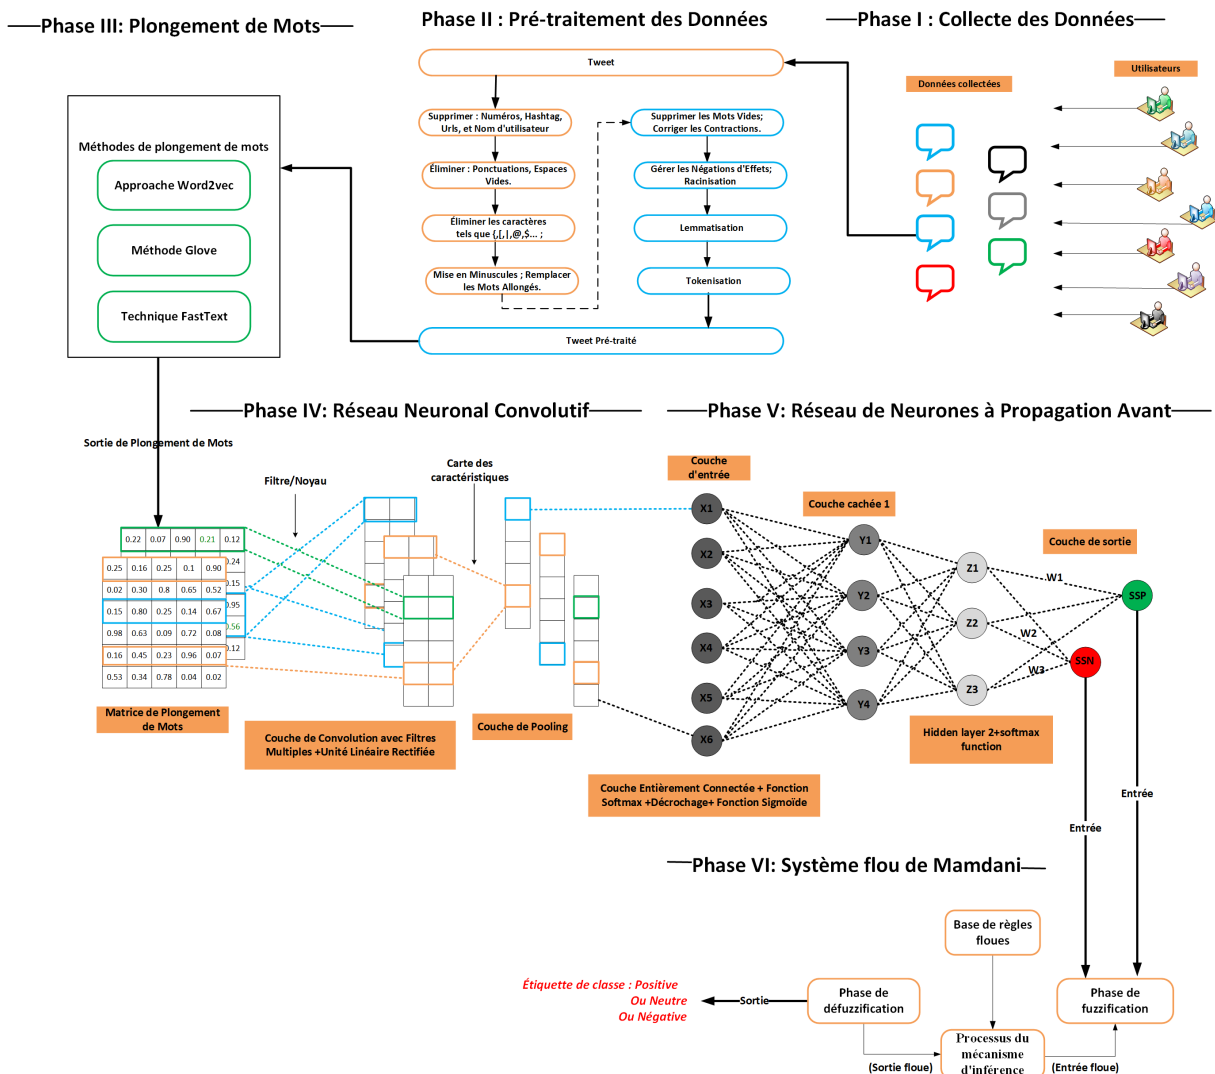 Phase III: Plongement de Mots
Phase II : Pré-traitement des Données
Phase I : Collecte des Données
Tweet
Supprimer : Numéros, Hashtag,
Urls, et Nom d'utilisateur
Éliminer : Ponctuations, Espaces
Vides.
Éliminer les caractères
tels que {,[,|,@,$... ;
Mise en Minuscules ; Remplacer
les Mots Allongés.
Supprimer les Mots Vides;
Corriger les Contractions.
Gérer les Négations d'Effets;
Racinisation
Lemmatisation
Tokenisation
Tweet Pré-traité
Données collectées
Utilisateurs
Méthodes de plongement de mots
Approche Word2vec
Méthode Glove
Technique FastText
Phase IV: Réseau Neuronal Convolutif
Phase V: Réseau de Neurones à Propagation Avant
Sortie de Plongement de Mots
Filtre/Noyau
Carte des
caractéristiques
0.22 0.07 0.90 0.21 0.12
0.24
0.15
0.95
0.56
0.12
0.25 0.16 0.25 0.1 0.90
0.02 0.30 0.8 0.65 0.52
0.15 0.80 0.25 0.14 0.67
0.98 0.63 0.09 0.72 0.08
0.16 0.45 0.23 0.96 0.07
0.53 0.34 0.78 0.04 0.02
Matrice de Plongement
de Mots
Couche de Convolution avec Filtres
Multiples +Unité Linéaire Rectifiée
Couche de Pooling
Couche
d'entrée
X1
X2
X3
X4
X5
X6
Couche cachée 1
Y1
Y2
Y3
Y4
Z1
Z2
Z3
Couche de sortie
W1
W2
W3
SSP
SSN
Hidden layer 2+softmax
function
Couche Entièrement Connectée + Fonction
Softmax +Décrochage+ Fonction Sigmoïde
Entrée
Entrée
Phase VI: Système flou de Mamdani
Base de règles
floues
Étiquette de classe : Positive
Ou Neutre
Ou Négative
Sortie
Phase de
défuzzification
Phase de
fuzzification
Processus du
mécanisme
d'inférence
(Sortie floue)
(Entrée floue)